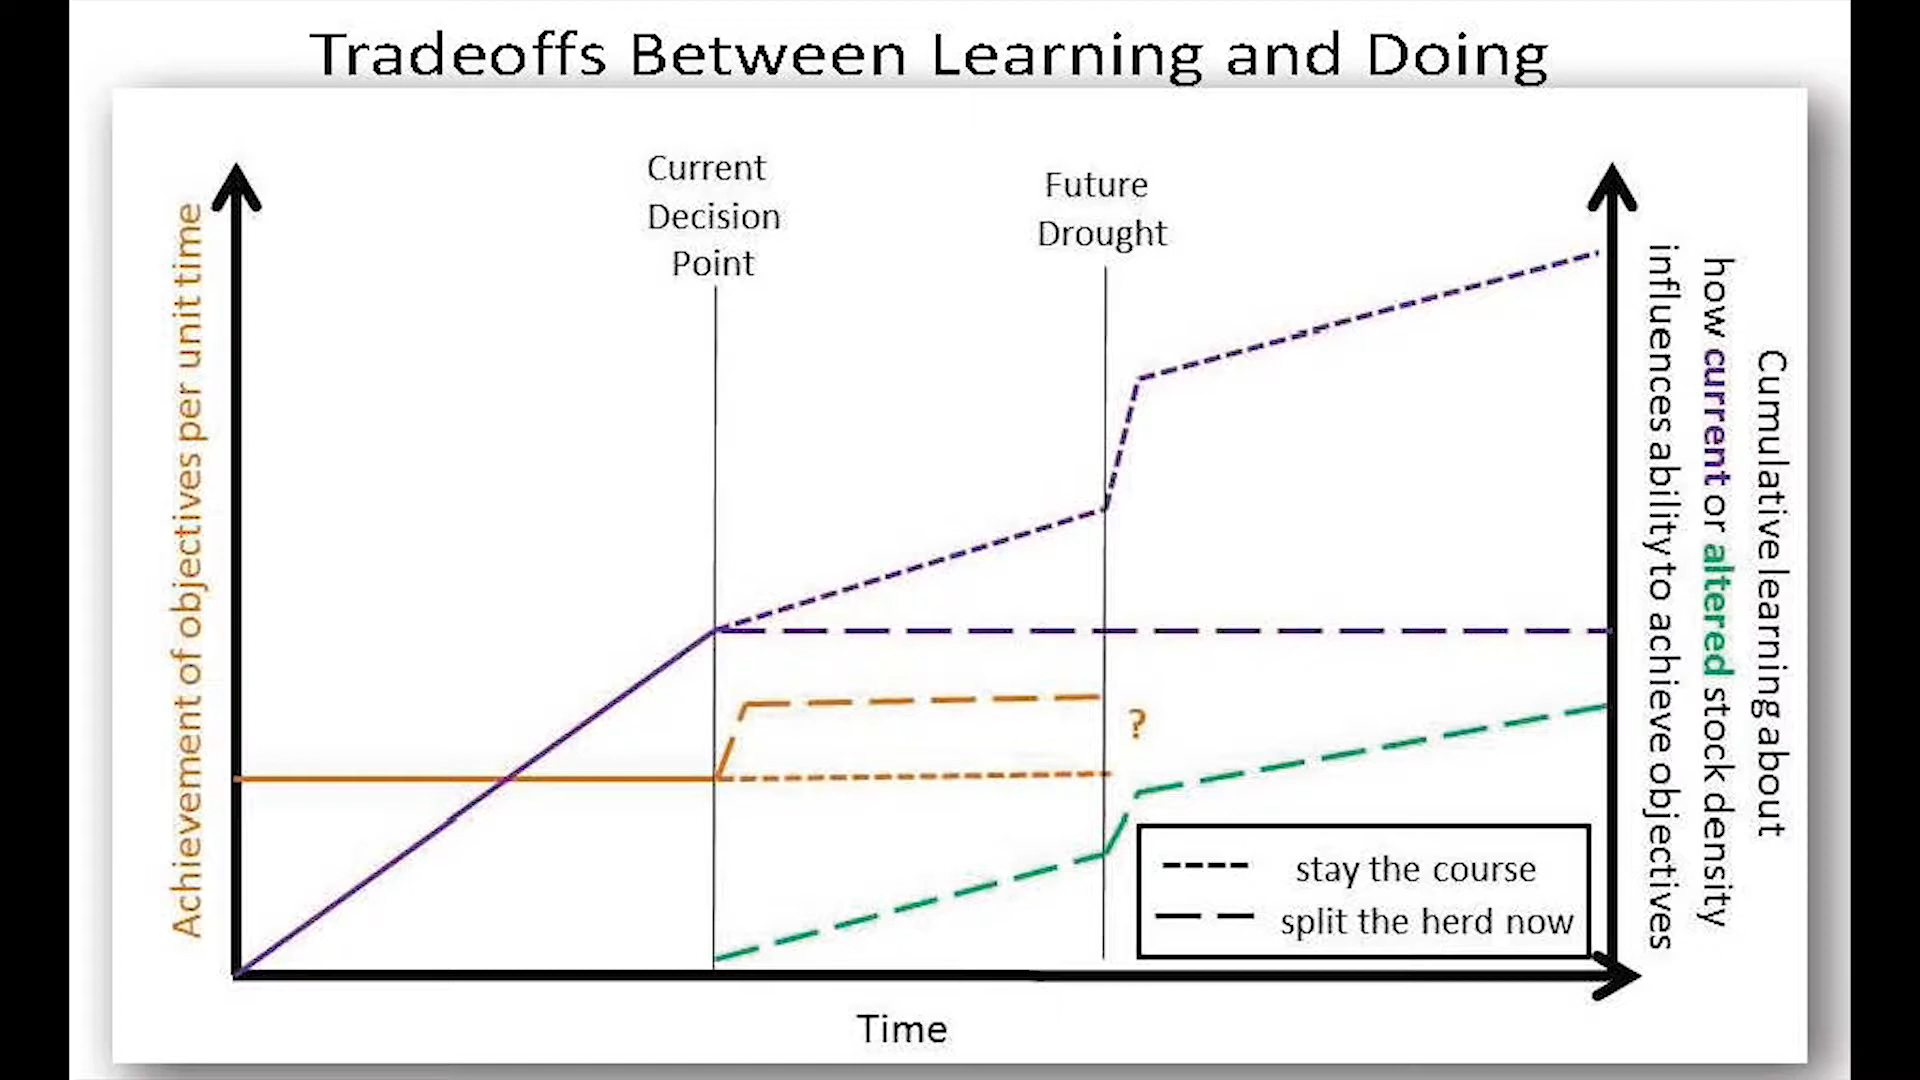 Tradeoffs Between Learning and Doing
Current
Decision
Point
Future
Drought
Achievement of objectives per unit time
Cumulative learning about
how current or altered stock density
influences ability to achieve objectives
?
stay the course
split the herd now
Time